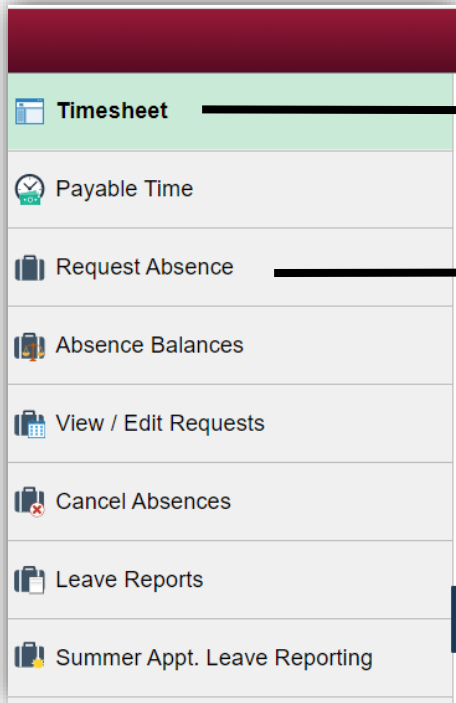 Timesheet
Payable Time
Request Absence
Absence Balances
View / Edit Requests
Cancel Absences
Leave Reports
Summer Appt. Leave Reporting